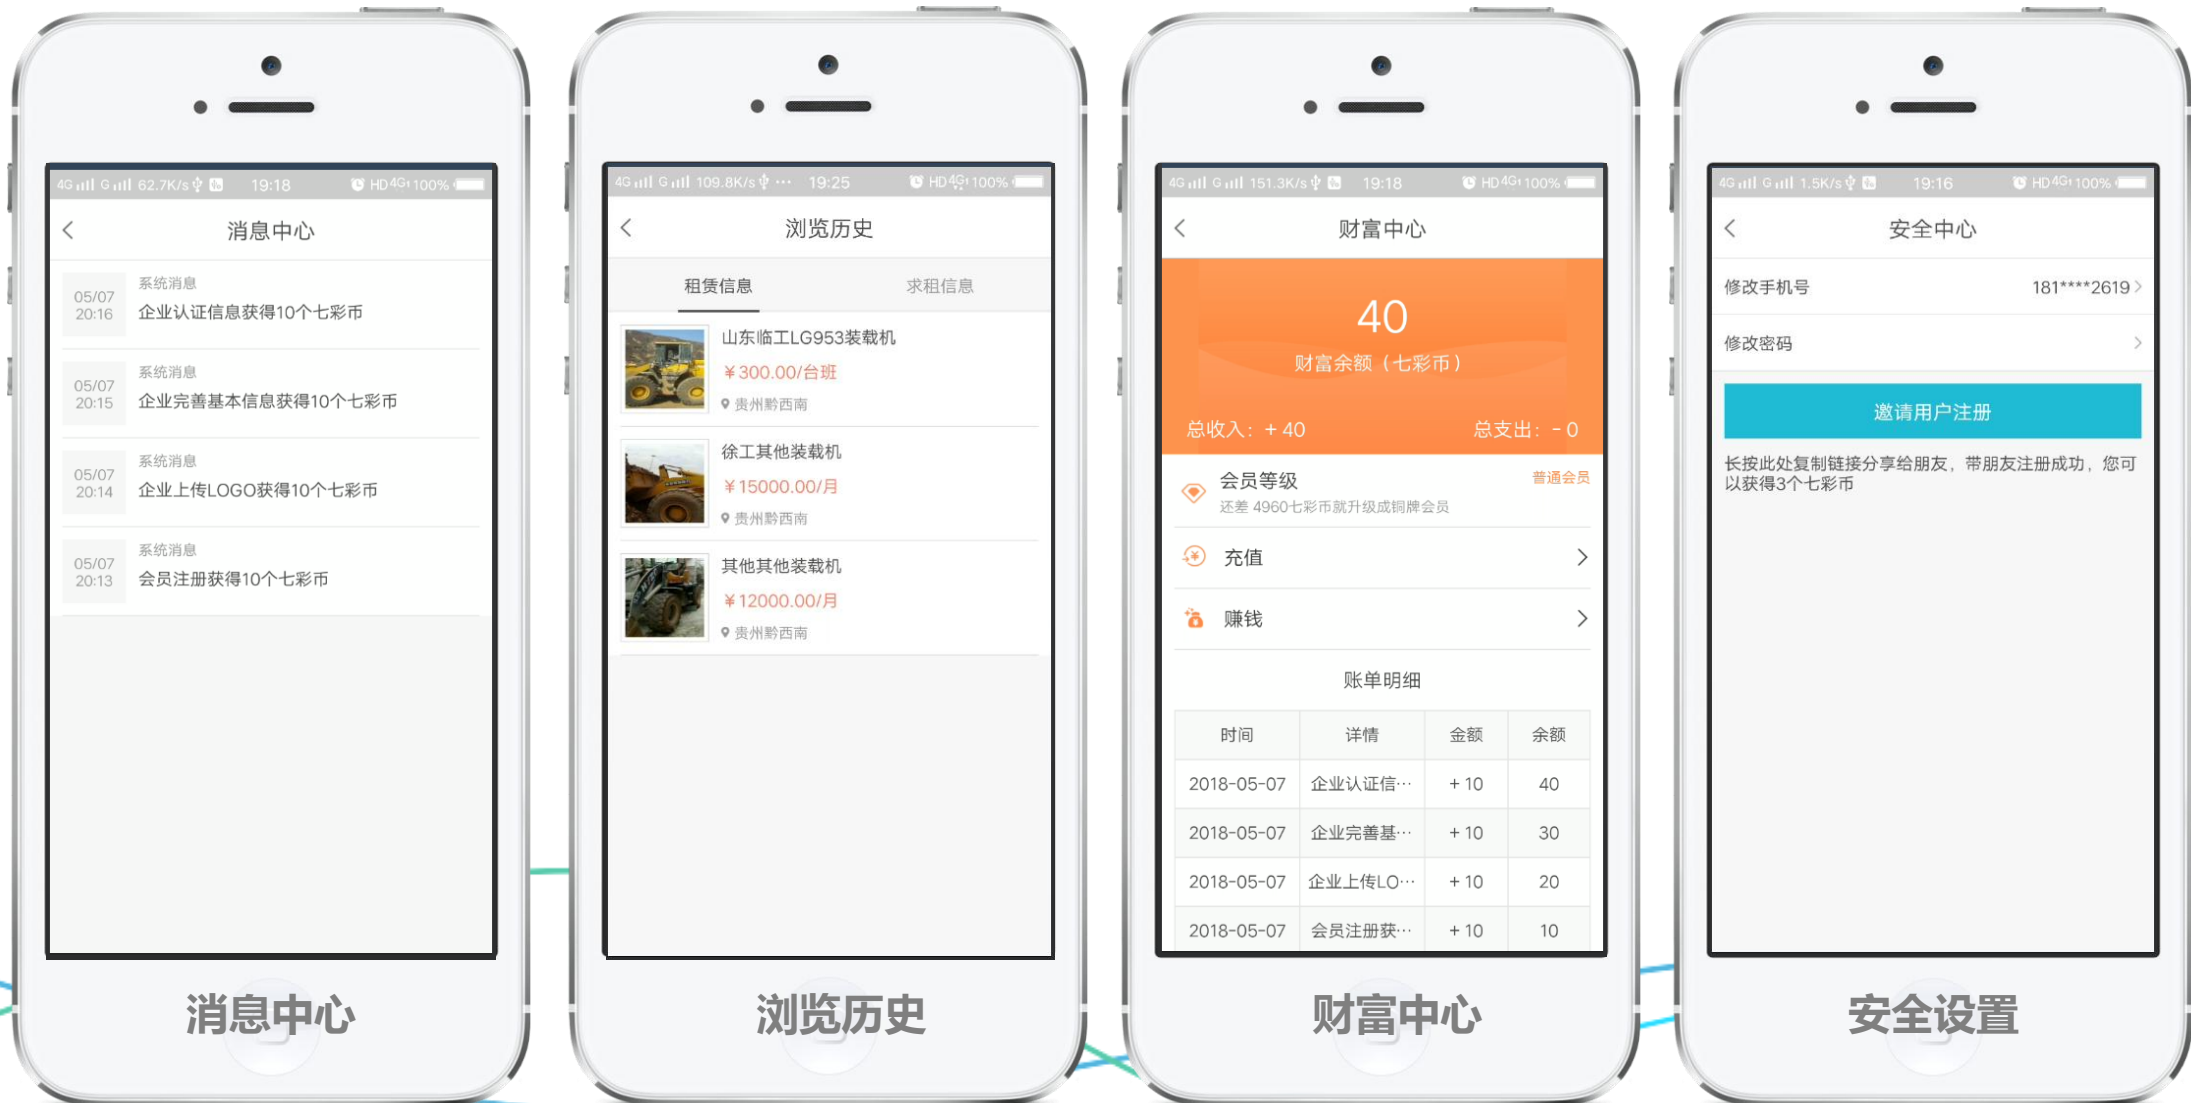 4G G 62.7K/s 19:18 HD 4G 100%
消息中心
05/07
20:16
系统消息
企业认证信息获得10个七彩币
05/07
20:15
系统消息
企业完善基本信息获得10个七彩币
05/07
20:14
系统消息
企业上传LOGO获得10个七彩币
05/07
20:13
系统消息
会员注册获得10个七彩币
消息中心
4G G 109.8K/s ··· 19:25 HD 4G 100%
浏览历史
租赁信息 求租信息
山东临工LG953装载机
¥300.00/台班
贵州黔西南
徐工其他装载机
¥15000.00/月
贵州黔西南
其他其他装载机
¥12000.00/月
贵州黔西南
浏览历史
4G G 151.3K/s 19:18 HD 4G 100%
财富中心
40
财富余额（七彩币）
总收入：+ 40 总支出：- 0
会员等级 普通会员
还差 4960七彩币就升级成铜牌会员
充值
赚钱
账单明细
时间 详情 金额 余额
2018-05-07 企业认证信··· + 10 40
2018-05-07 企业完善基··· + 10 30
2018-05-07 企业上传LO··· + 10 20
2018-05-07 会员注册获··· + 10 10
财富中心
4G G 1.5K/s 19:16 HD 4G 100%
安全中心
修改手机号 181****2619
修改密码
邀请用户注册
长按此处复制链接分享给朋友，带朋友注册成功，您可
以获得3个七彩币
安全设置